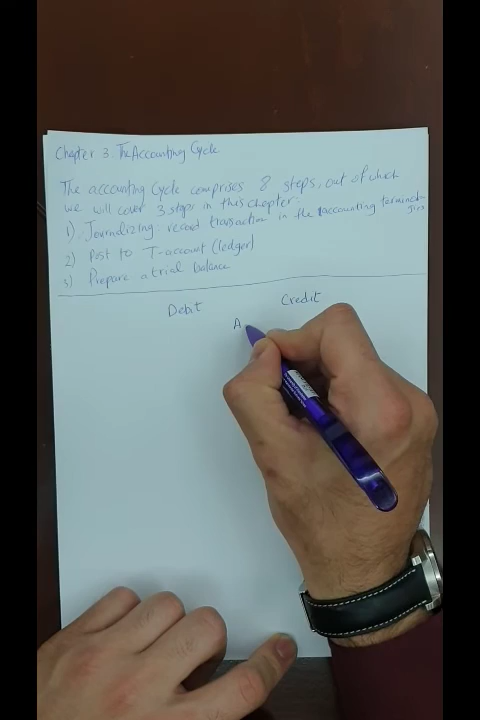 Chapter 3. The Accounting Cycle
The accounting Cycle comprises 8 steps, out of which
we will cover 3 steps in this chapter.
1). Journalizing record transaction in the accounting terminologies
2) Post to T-account (ledger)
3) Prepare a trial balance
Debit Credit
A